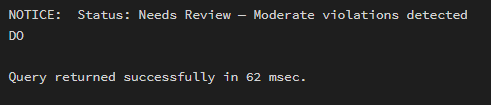 NOTICE:  Status: Needs Review – Moderate violations detected
DO
Query returned successfully in 62 msec.